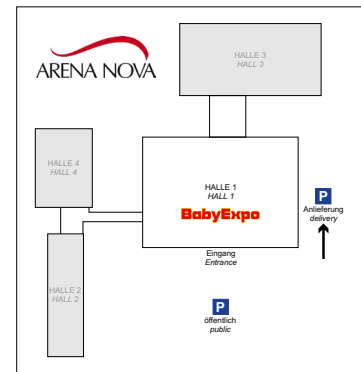 ARENA NOVA
HALLE 3
HALL 3
HALLE 4
HALL 4
HALLE 1
HALL 1
BabyExpo
P
Anlieferung
delivery
Eingang
Entrance
HALLE 2
HALL 2
P
öffentlich
public